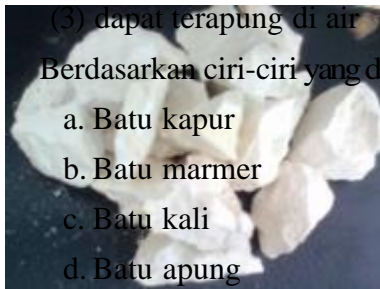 (3) dapat terapung di air
Berdasarkan ciri-ciri yang d
a. Batu kapur
b. Batu marmer
c. Batu kali
d. Batu apung